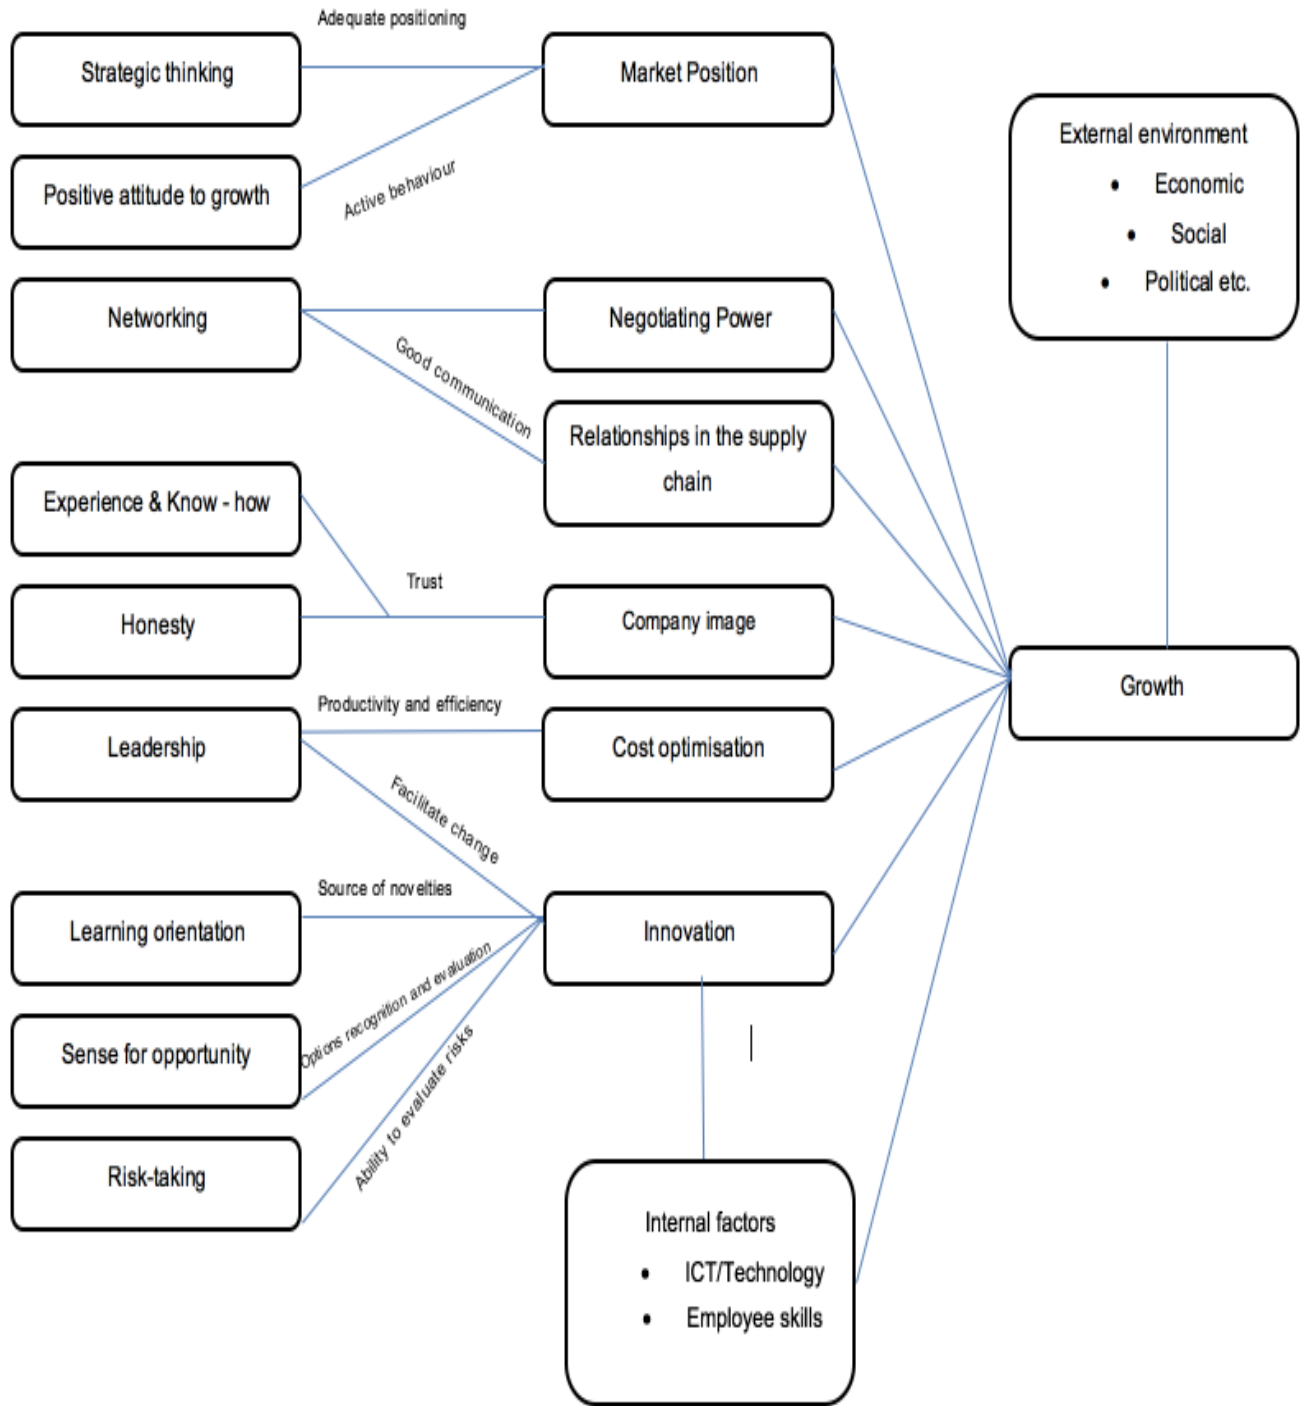 Adequate positioning
Strategic thinking
Market Position
External environment
• Economic
• Social
• Political etc.
Positive attitude to growth
Active behaviour
Networking
Negotiating Power
Good communication
Relationships in the supply
chain
Experience & Know - how
Trust
Honesty
Company image
Growth
Productivity and efficiency
Leadership
Cost optimisation
Facilitate change
Source of novelties
Learning orientation
Innovation
Options recognition and evaluation
Sense for opportunity
Ability to evaluate risks
Risk-taking
Internal factors
• ICT/Technology
• Employee skills